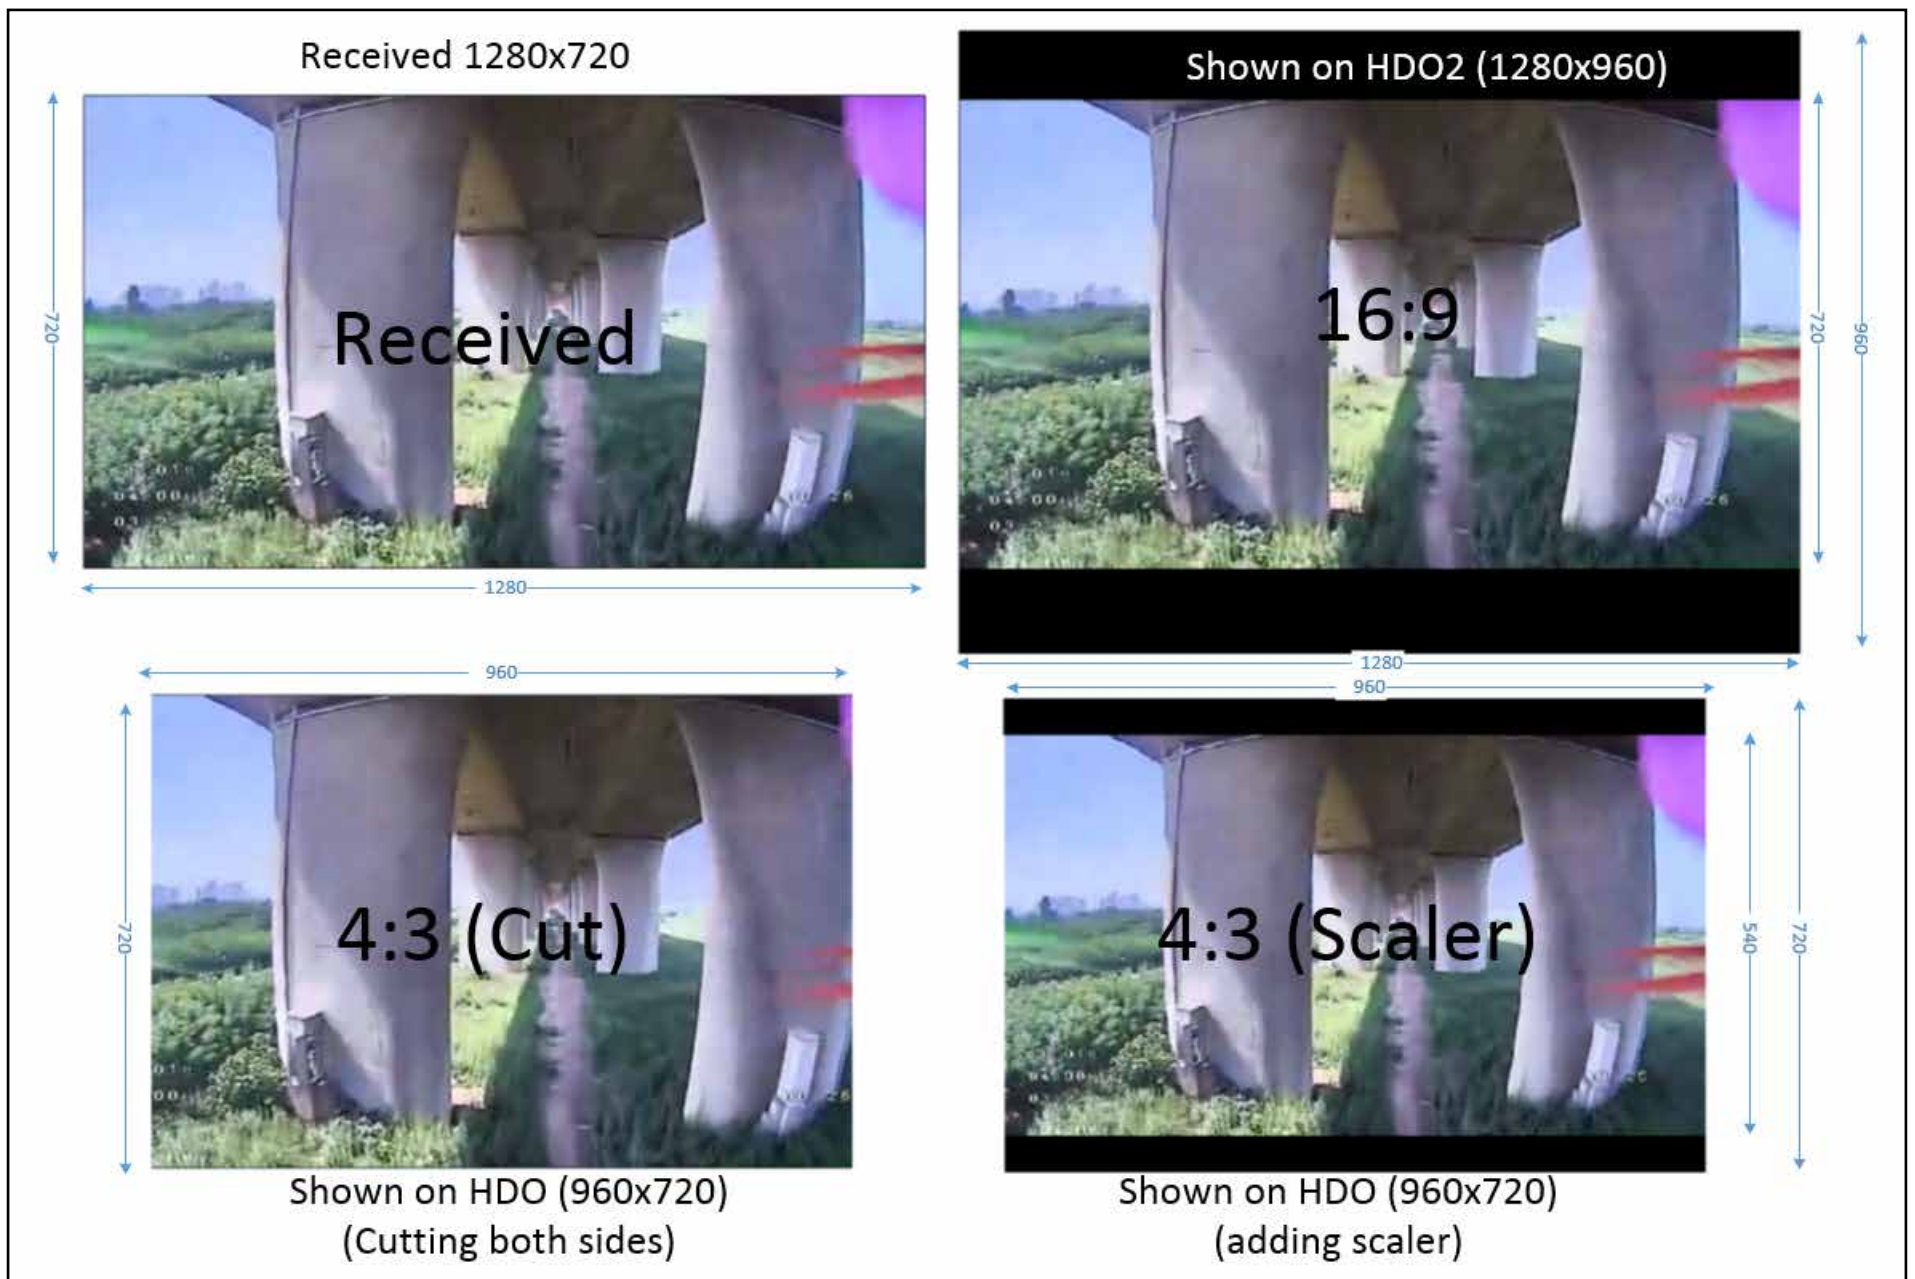 Received 1280x720
Shown on HDO2 (1280x960)
Received
16:9
720
1280
720
960
1280
960
960
720
4:3 (Cut)
4:3 (Scaler)
540
720
Shown on HDO (960x720)
(Cutting both sides)
Shown on HDO (960x720)
(adding scaler)